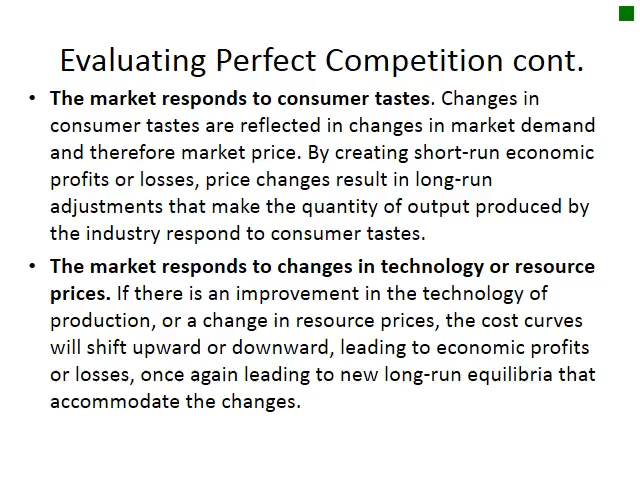 Evaluating Perfect Competition cont.
• The market responds to consumer tastes. Changes in
consumer tastes are reflected in changes in market demand
and therefore market price. By creating short-run economic
profits or losses, price changes result in long-run
adjustments that make the quantity of output produced by
the industry respond to consumer tastes.
• The market responds to changes in technology or resource
prices. If there is an improvement in the technology of
production, or a change in resource prices, the cost curves
will shift upward or downward, leading to economic profits
or losses, once again leading to new long-run equilibria that
accommodate the changes.